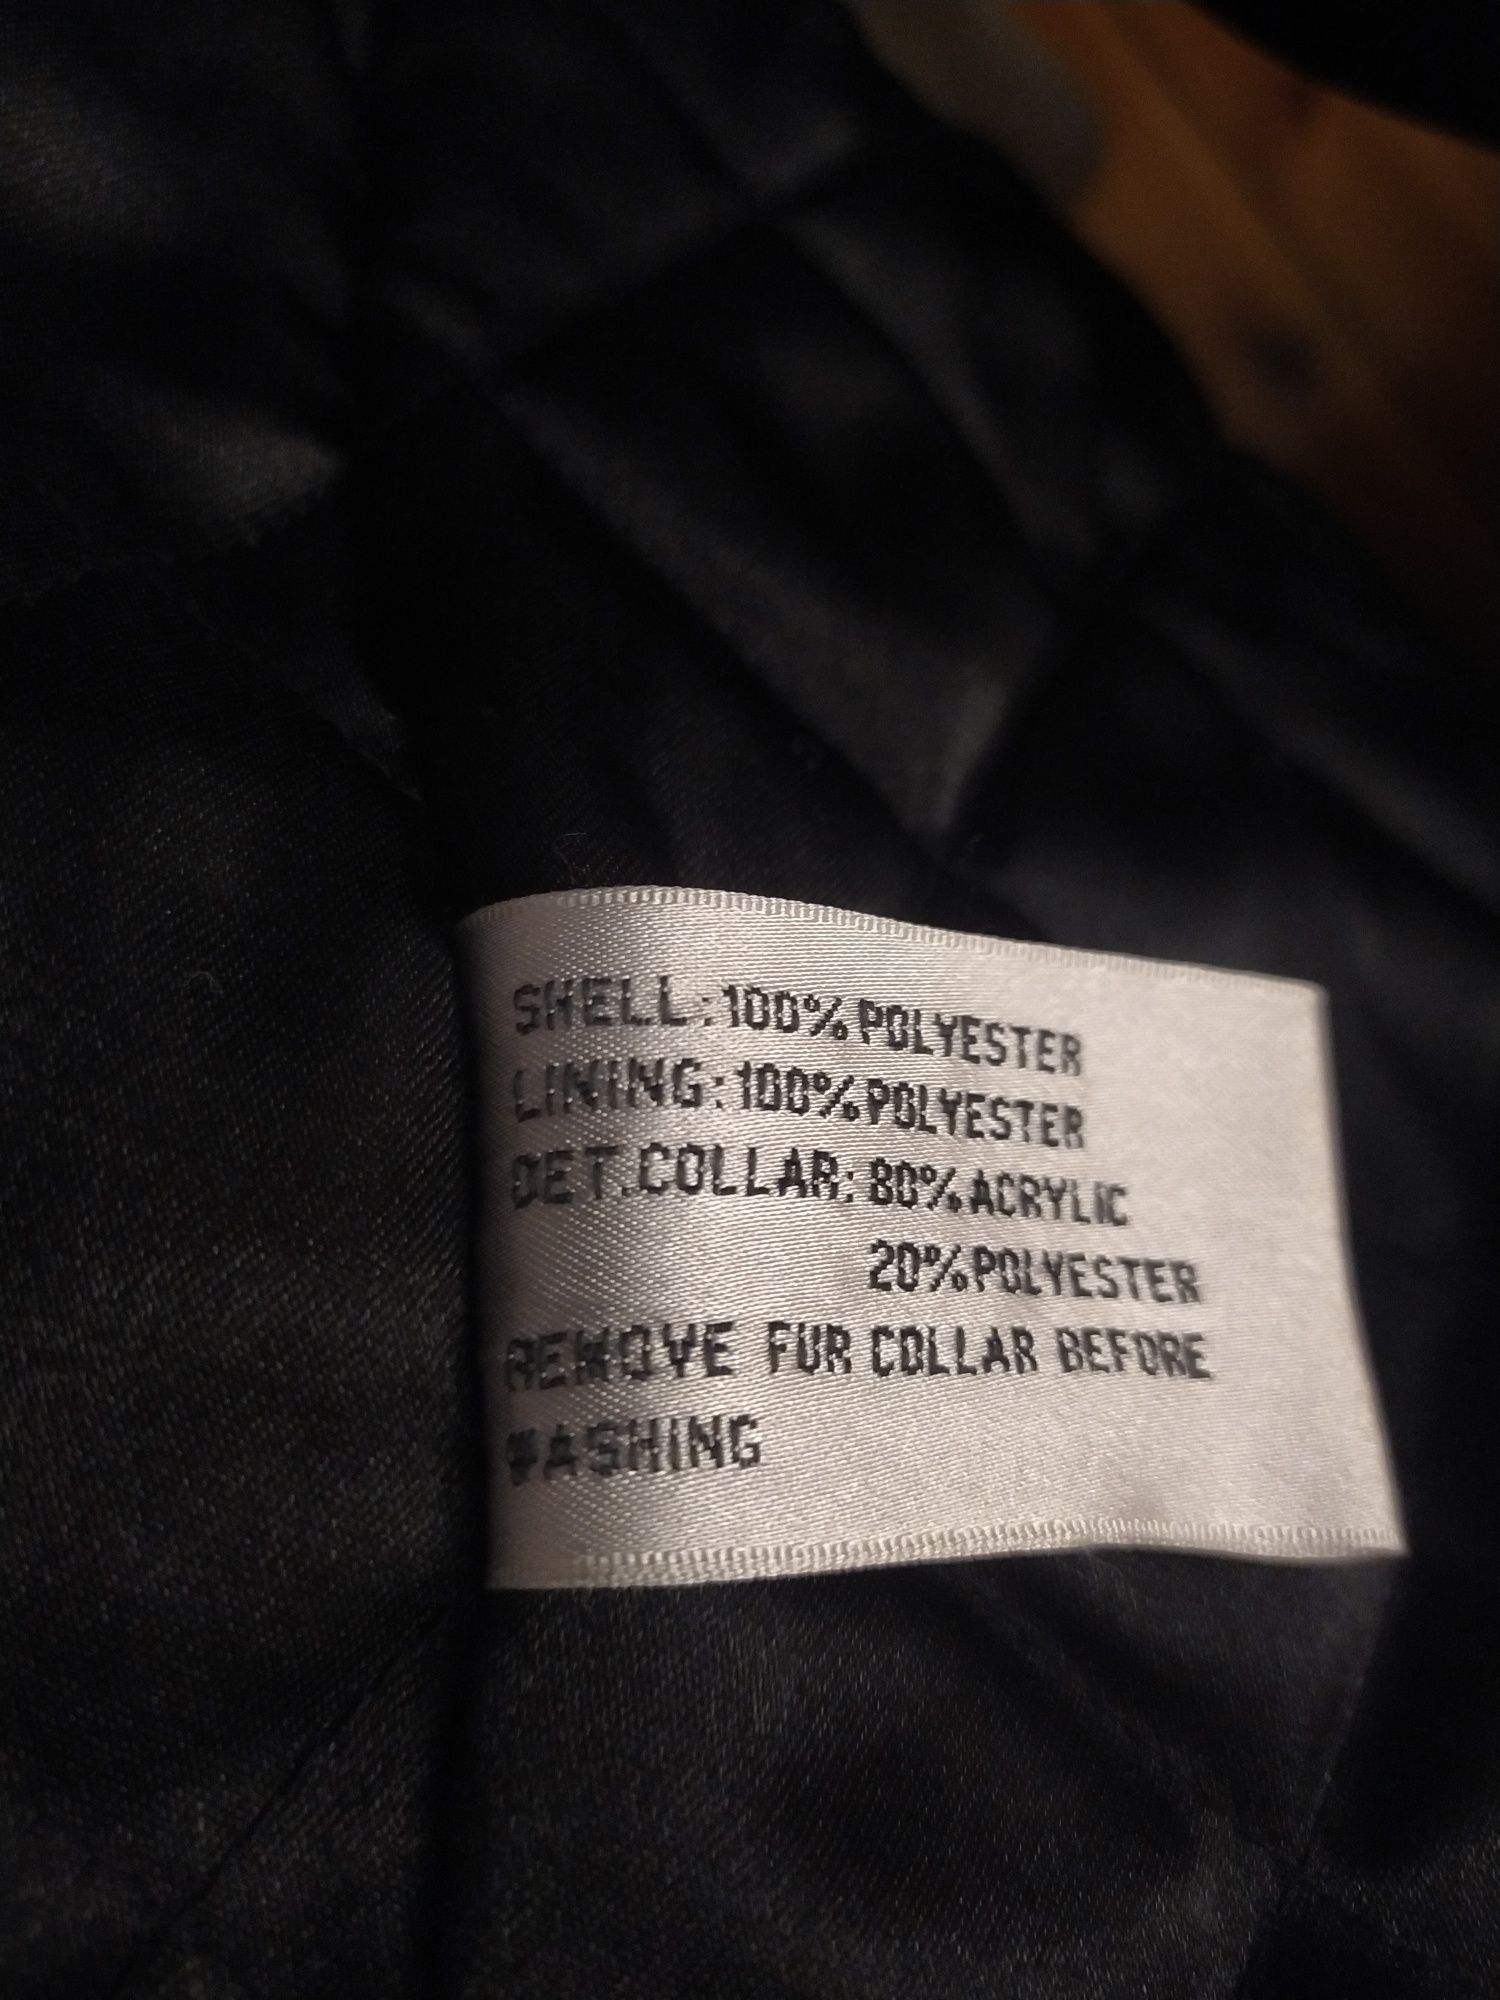 SHELL:100% POLYESTER
LINING:100% POLYESTER
DET.COLLAR: 80% ACRYLIC
20% POLYESTER
REMOVE FUR COLLAR BEFORE
WASHING